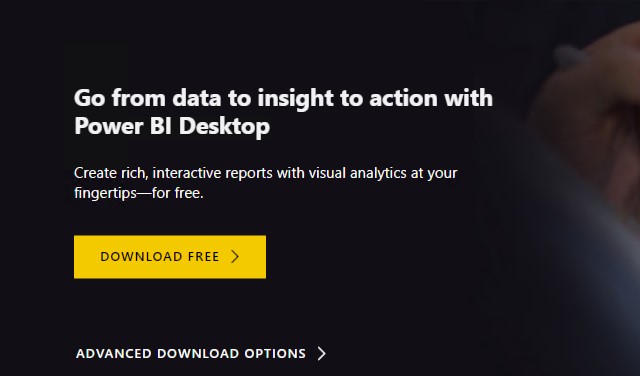 Go from data to insight to action with
Power BI Desktop
Create rich, interactive reports with visual analytics at your
fingertips—for free.
DOWNLOAD FREE
ADVANCED DOWNLOAD OPTIONS